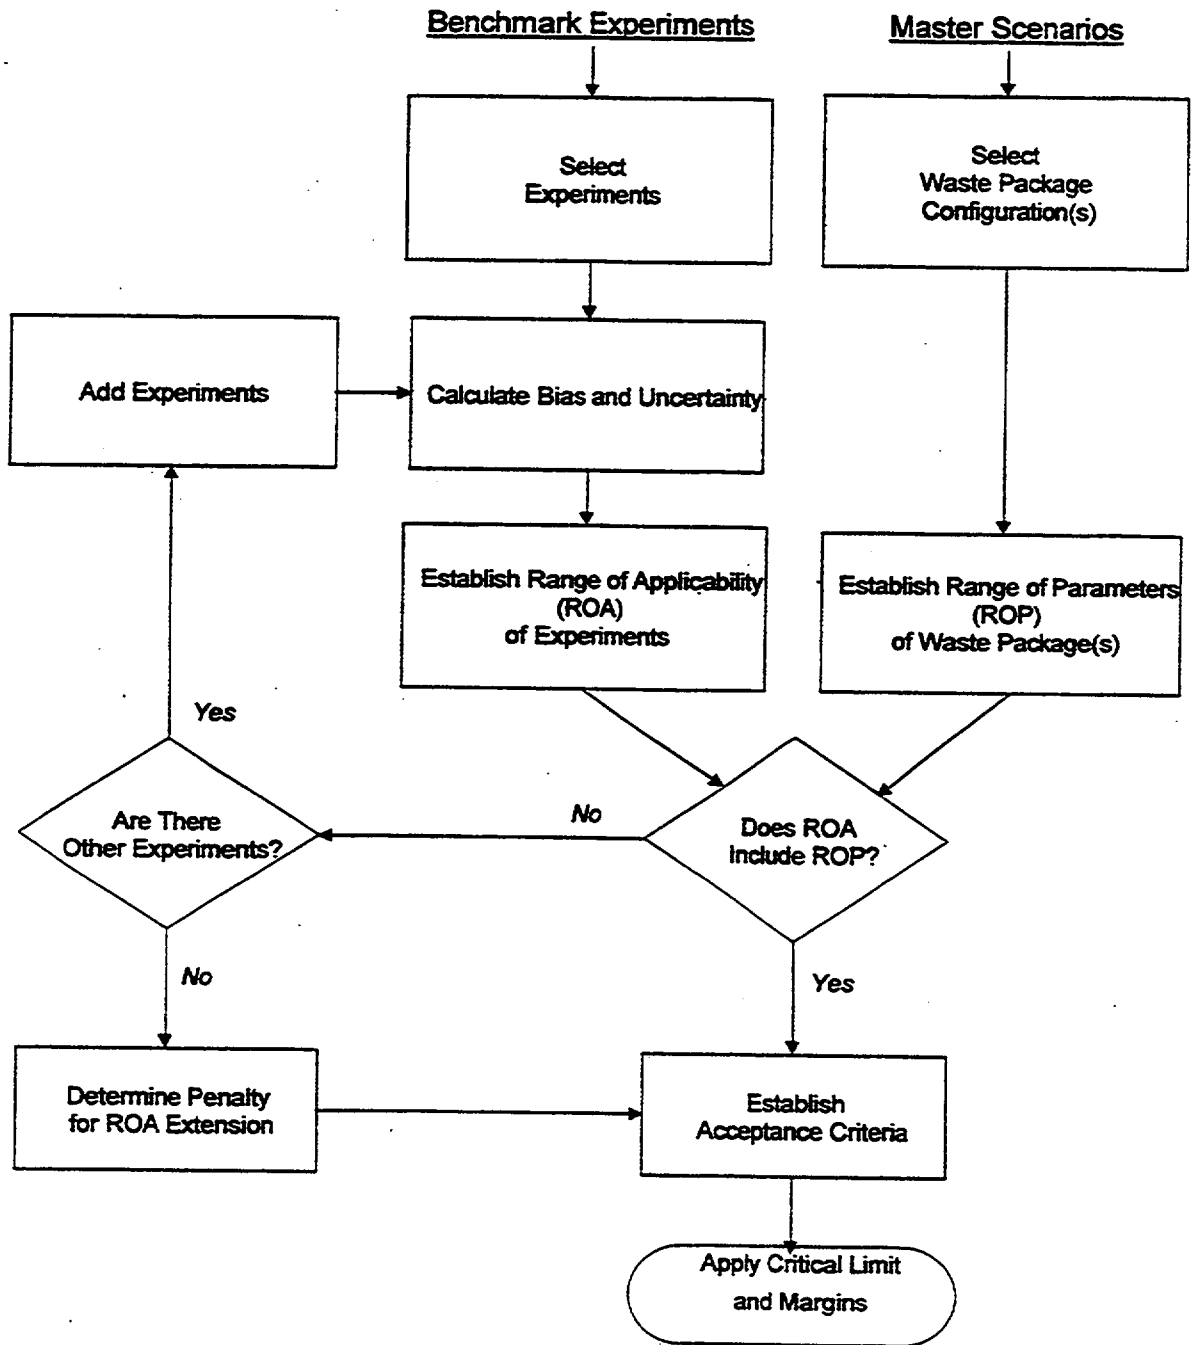 Benchmark Experiments
Master Scenarios
Select
Experiments
Select
Waste Package
Configuration(s)
Add Experiments
Calculate Bias and Uncertainty
Establish Range of Applicability
(ROA)
of Experiments
Establish Range of Parameters
(ROP)
of Waste Package(s)
Yes
Are There
Other Experiments?
No
Does ROA
Include ROP?
No
Yes
Determine Penalty
for ROA Extension
Establish
Acceptance Criteria
Apply Critical Limit
and Margins